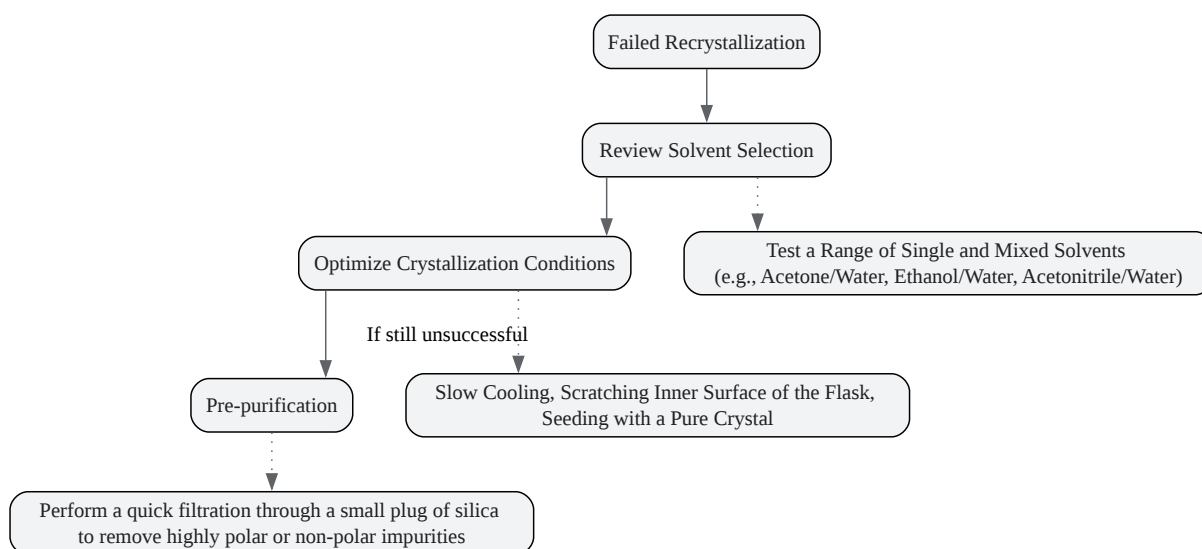 Failed Recrystallization
Review Solvent Selection
Test a Range of Single and Mixed Solvents
(e.g., Acetone/Water, Ethanol/Water, Acetonitrile/Water)
Optimize Crystallization Conditions
If still unsuccessful
Slow Cooling, Scratching Inner Surface of the Flask,
Seeding with a Pure Crystal
Pre-purification
Perform a quick filtration through a small plug of silica
to remove highly polar or non-polar impurities